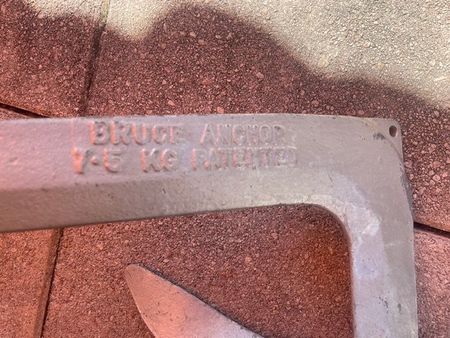 BRUCE ANCHOR
7.5 KG PATENTED